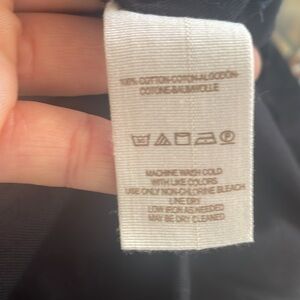 100% COTTON-COTON-ALGODÓN-
COTONE-BAUMWOLLE
MACHINE WASH COLD
WITH LIKE COLORS
USE ONLY NON-CHLORINE BLEACH
LINE DRY
LOW IRON AS NEEDED
MAY BE DRY CLEANED